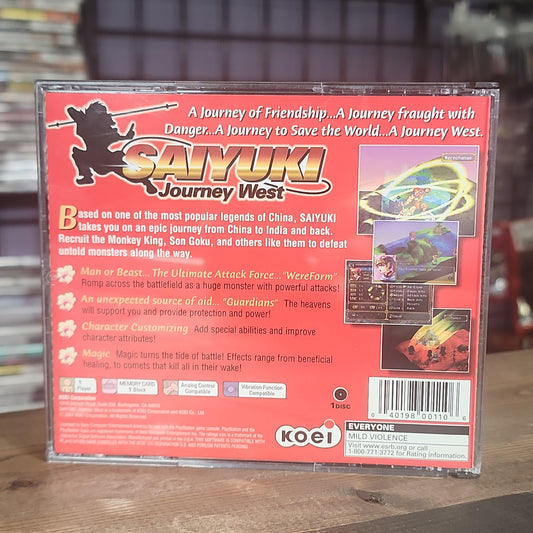 A Journey of Friendship...A Journey fraught with
Danger...A Journey to Save the World...A Journey West.
SAIYUKI
Journey West
Based on one of the most popular legends of China, SAIYUKI
takes you on an epic journey from China to India and back.
Recruit the Monkey King, Son Goku, and others like them to defeat
untold monsters along the way.
Man or Beast... The Ultimate Attack Force... "WereForm"
Romp across the battlefield as a huge monster with powerful attacks!
An unexpected source of aid... "Guardians" The heavens
will support you and provide protection and power!
Character Customizing Add special abilities and improve
character attributes!
Magic Magic turns the tide of battle! Effects range from beneficial
healing, to comets that kill all in their wake!
Werechange
1 Player
MEMORY CARD
1 Block
Analog Control
Compatible
Vibration Function
Compatible
1 DISC
KOEI Corporation
KOEI
0 40198 00110 6
EVERYONE
MILD VIOLENCE
Visit www.esrb.org or call
1-800-771-3772 for Rating information.